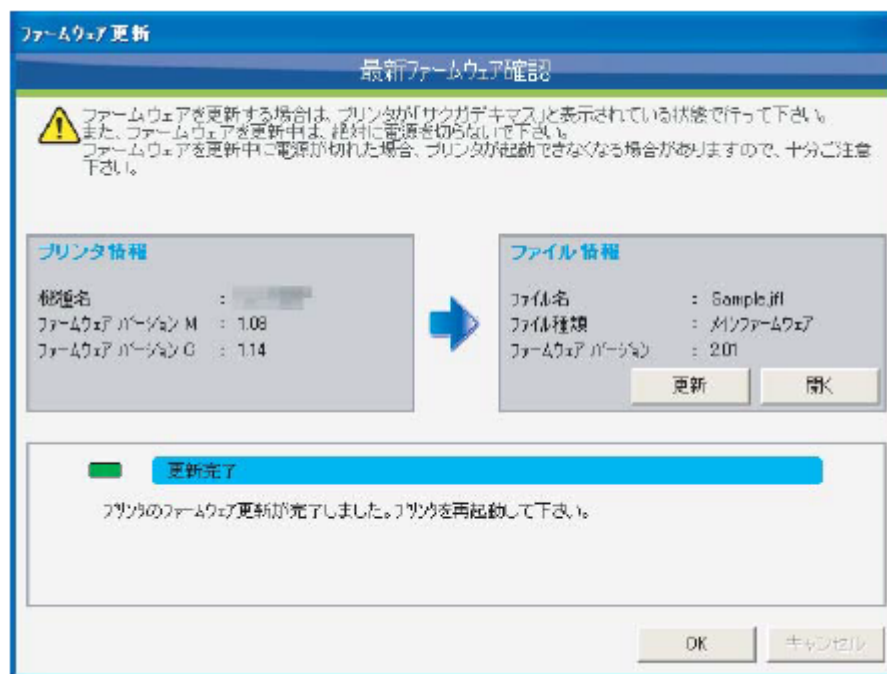 ファームウェア更新
最新ファームウェア確認
ファームウェアを更新する場合は、プリンタが「サクガデキマス」と表示されている状態で行って下さい。
また、ファームウェアを更新中は、絶対に電源を切らないで下さい。
ファームウェアを更新中に電源が切れた場合、プリンタが起動できなくなる場合がありますので、十分ご注意
下さい。
プリンタ情報
機種名 :
ファームウェア バージョン M : 1.08
ファームウェア バージョン G : 1.14
ファイル情報
ファイル名 : Sample.jfl
ファイル種類 : メインファームウェア
ファームウェア バージョン : 2.01
更新 開く
更新完了
プリンタのファームウェア更新が完了しました。プリンタを再起動して下さい。
OK キャンセル